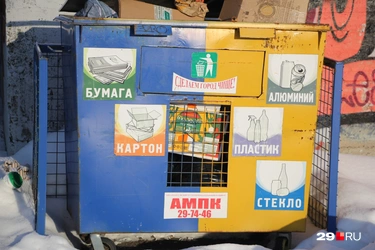 СДЕЛАЕМ ГОРОД ЧИЩЕ!
БУМАГА
АЛЮМИНИЙ
КАРТОН
ПЛАСТИК
АМПК
29-74-46
СТЕКЛО
29.RU